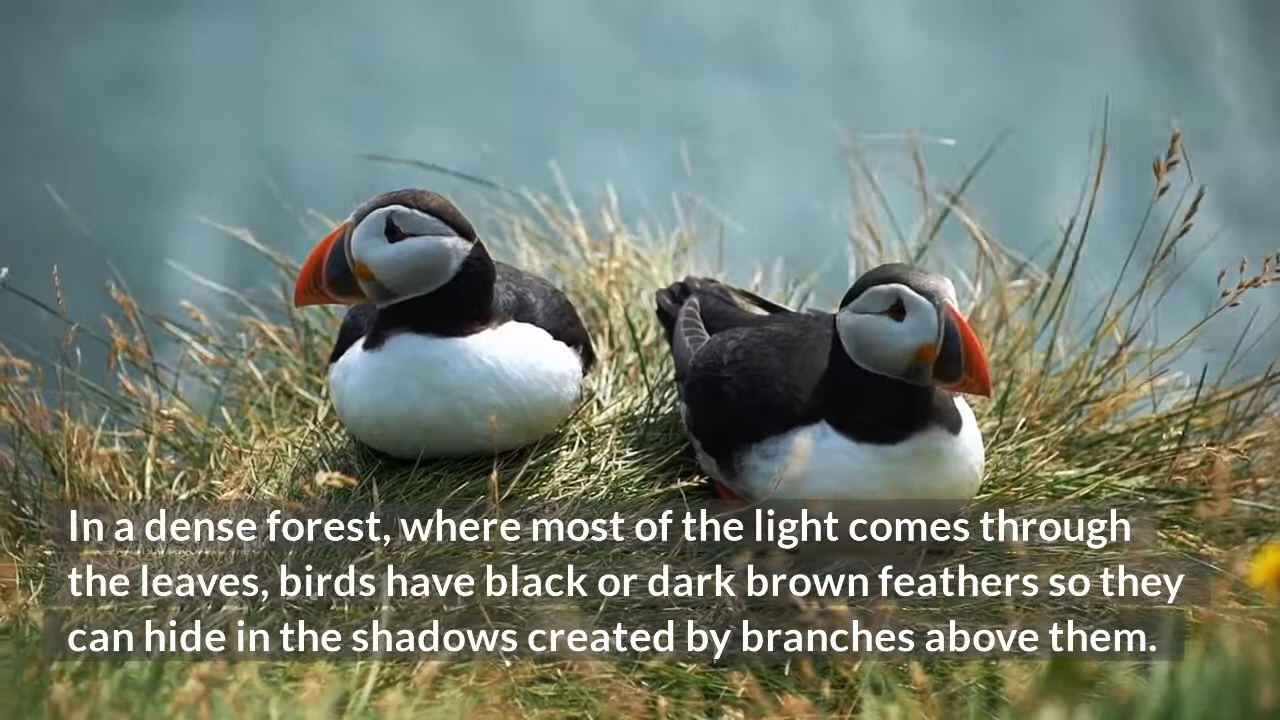 In a dense forest, where most of the light comes through
the leaves, birds have black or dark brown feathers so they
can hide in the shadows created by branches above them.